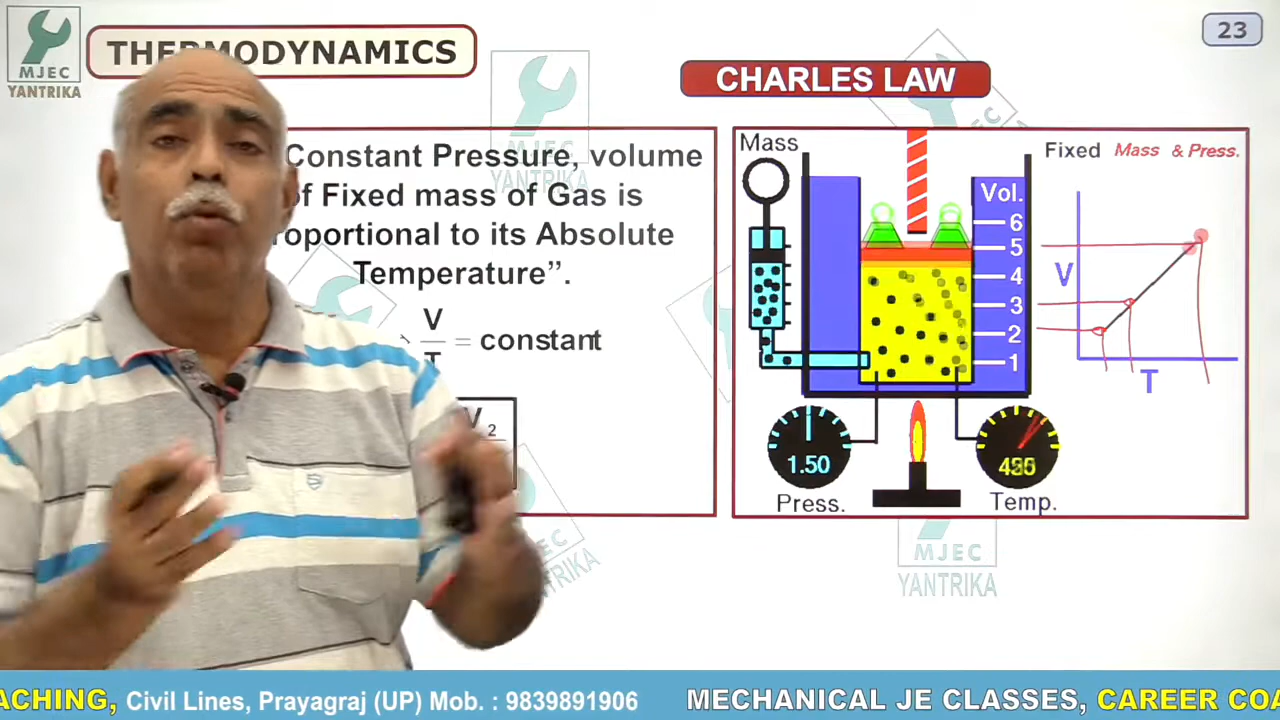 MJEC
YANTRIKA
THERMODYNAMICS
CHARLES LAW
23
Constant Pressure, volume
of Fixed mass of Gas is
roportional to its Absolute
Temperature”.
V
T
= constant
V
2
Mass
Fixed Mass & Press.
Vol.
6
5
4
3
2
1
V
T
1.50
Press.
Temp.
MJEC
YANTRIKA
ACHING, Civil Lines, Prayagraj (UP) Mob. : 9839891906 MECHANICAL JE CLASSES, CAREER COA